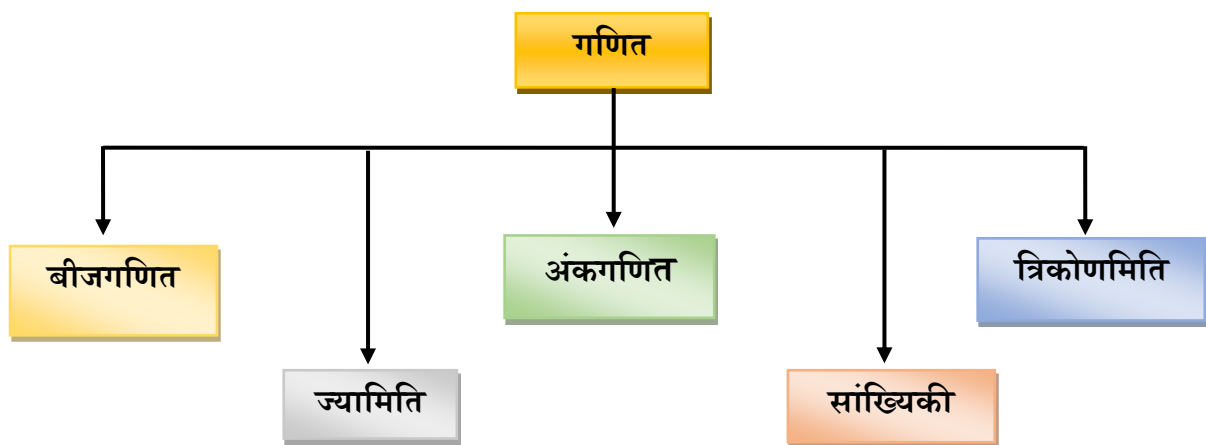 गणित
बीजगणित
अंकगणित
त्रिकोणमिति
ज्यामिति
सांख्यिकी